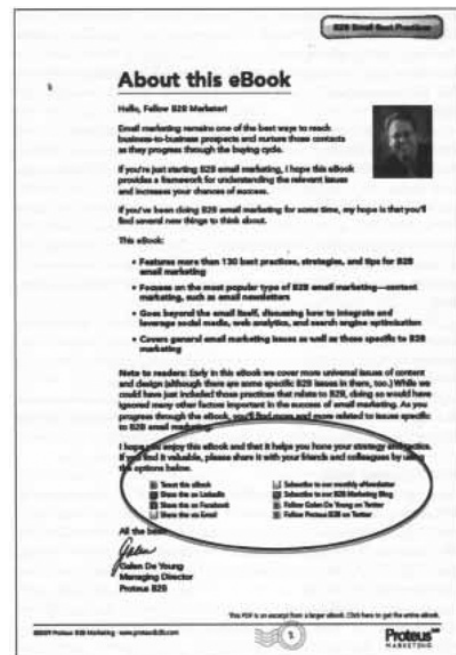 B2B Email Best Practices
About this eBook
Hello, Fellow B2B Marketer!
Email marketing remains one of the best ways to reach
business-to-business prospects and nurture those contacts
as they progress through the buying cycle.
If you're just starting B2B email marketing, I hope this eBook
provides a framework for understanding the relevant issues
and increases your chances of success.
If you've been doing B2B email marketing for some time, my hope is that you'll
find several new things to think about.
This eBook:
• Features more than 130 best practices, strategies, and tips for B2B
email marketing
• Focuses on the most popular type of B2B email marketing—content
marketing, such as email newsletters
• Goes beyond the email itself, discussing how to integrate and
leverage social media, web analytics, and search engine optimization
• Covers general email marketing issues as well as those specific to B2B
marketing
Note to readers: Early in this eBook we cover more universal issues of content
and design (although there are some specific B2B issues in them, too.) While we
could have just included those practices that relate to B2B, doing so would have
ignored many other factors important in the success of email marketing. As you
progress through the eBook, you'll find more and more related to issues specific
to B2B email marketing.
I hope you enjoy this eBook and that it helps you hone your strategy and tactics.
If you find it valuable, please share it with your friends and colleagues by using
the options below.
Tweet this eBook
Share this on LinkedIn
Share this on Facebook
Share this via Email
Subscribe to our monthly eNewsletter
Subscribe to our B2B Marketing Blog
Follow Galen De Young on Twitter
Follow Proteus B2B on Twitter
All the best,
Galen
Galen De Young
Managing Director
Proteus B2B
This PDF is an excerpt from a larger eBook. Click here to get the entire eBook.
©2009 Proteus B2B Marketing · www.proteusb2b.com
2
Proteus B2B
MARKETING